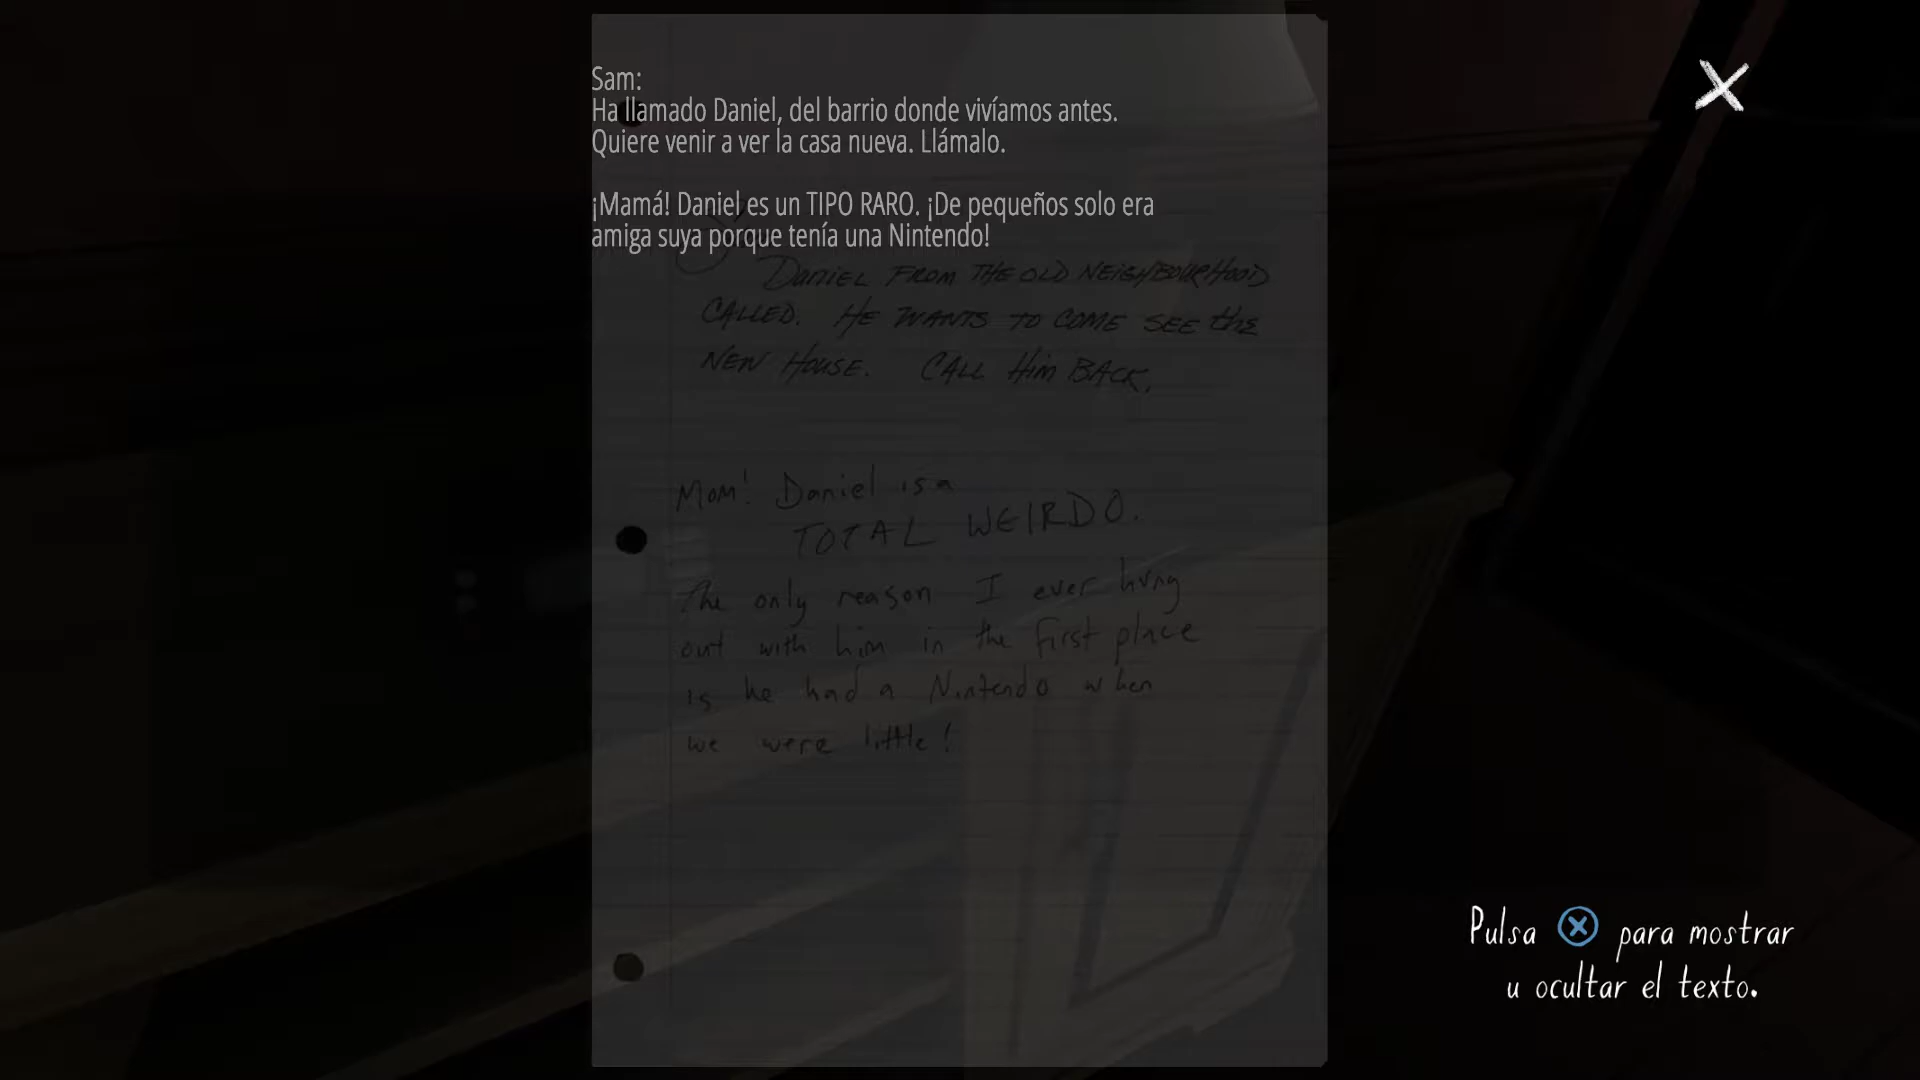 Sam:
Ha llamado Daniel, del barrio donde vivíamos antes.
Quiere venir a ver la casa nueva. Llámalo.
¡Mamá! Daniel es un TIPO RARO. ¡De pequeños solo era
amiga suya porque tenía una Nintendo!
DANIEL FROM THE OLD NEIGHBOURHOOD
CALLED. HE WANTS TO COME SEE the
NEW HOUSE. CALL HIM BACK.
Mom! Daniel is a
TOTAL WEIRDO.
The only reason I ever hung
out with him in the first place
is he had a Nintendo when
we were little!
Pulsa para mostrar
u ocultar el texto.